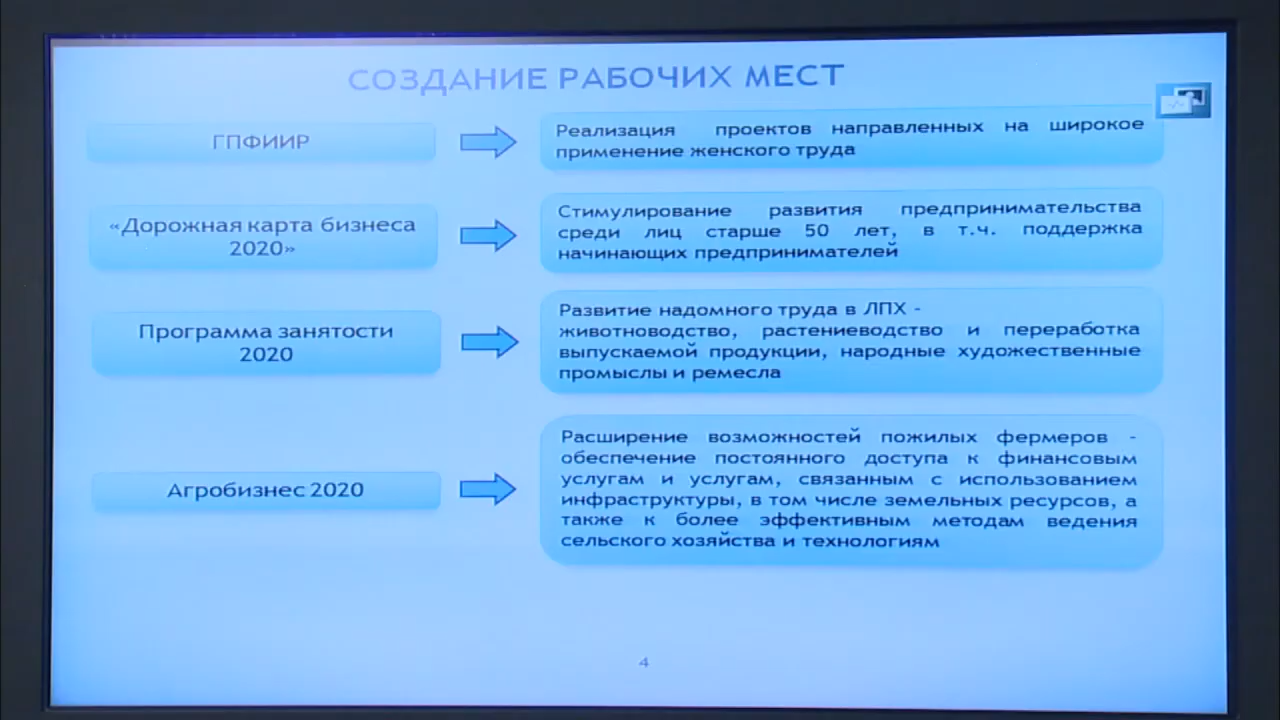 СОЗДАНИЕ РАБОЧИХ МЕСТ
ГПФИИР
Реализация проектов направленных на широкое
применение женского труда
«Дорожная карта бизнеса
2020»
Стимулирование развития предпринимательства
среди лиц старше 50 лет, в т.ч. поддержка
начинающих предпринимателей
Программа занятости
2020
Развитие надомного труда в ЛПХ -
животноводство, растениеводство и переработка
выпускаемой продукции, народные художественные
промыслы и ремесла
Агробизнес 2020
Расширение возможностей пожилых фермеров -
обеспечение постоянного доступа к финансовым
услугам и услугам, связанным с использованием
инфраструктуры, в том числе земельных ресурсов, а
также к более эффективным методам ведения
сельского хозяйства и технологиям
4